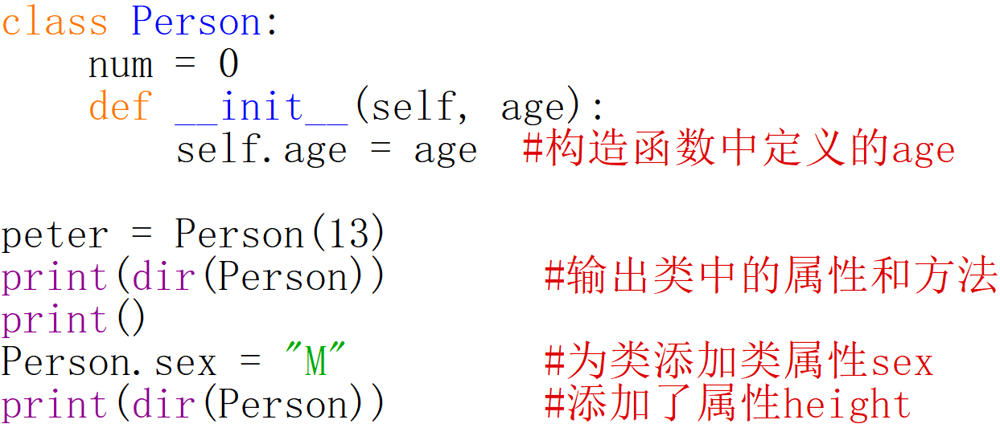 class Person:
    num = 0
    def __init__(self, age):
        self.age = age  #构造函数中定义的age

peter = Person(13)
print(dir(Person))       #输出类中的属性和方法
print()
Person.sex = "M"         #为类添加类属性sex
print(dir(Person))       #添加了属性height